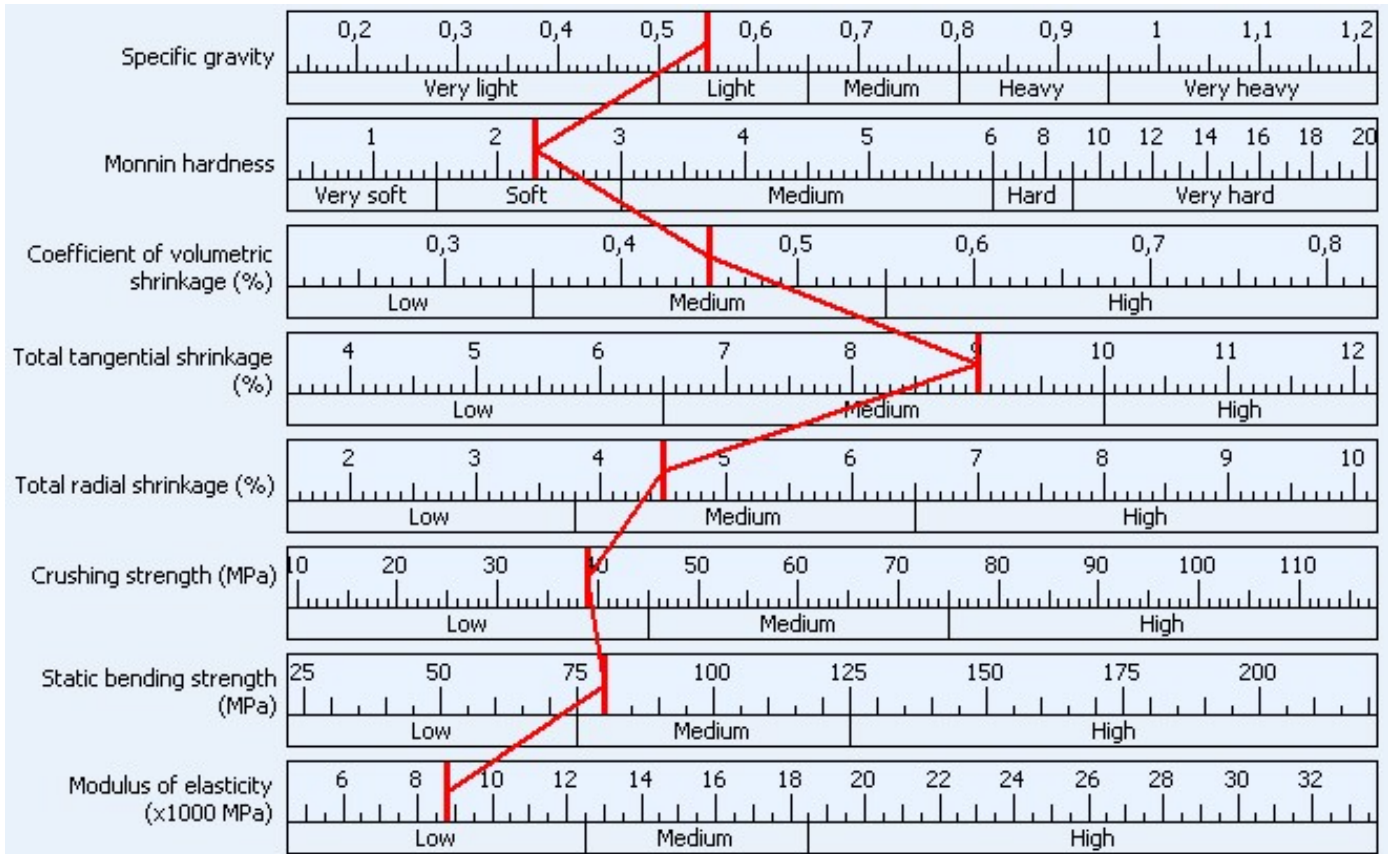 0,2 0,3 0,4 0,5 0,6 0,7 0,8 0,9 1 1,1 1,2
Specific gravity
Very light Light Medium Heavy Very heavy
1 2 3 4 5 6 8 10 12 14 16 18 20
Monnin hardness
Very soft Soft Medium Hard Very hard
0,3 0,4 0,5 0,6 0,7 0,8
Coefficient of volumetric
shrinkage (%)
Low Medium High
4 5 6 7 8 9 10 11 12
Total tangential shrinkage
(%)
Low Medium High
2 3 4 5 6 7 8 9 10
Total radial shrinkage (%)
Low Medium High
10 20 30 40 50 60 70 80 90 100 110
Crushing strength (MPa)
Low Medium High
25 50 75 100 125 150 175 200
Static bending strength
(MPa)
Low Medium High
6 8 10 12 14 16 18 20 22 24 26 28 30 32
Modulus of elasticity
(x1000 MPa)
Low Medium High